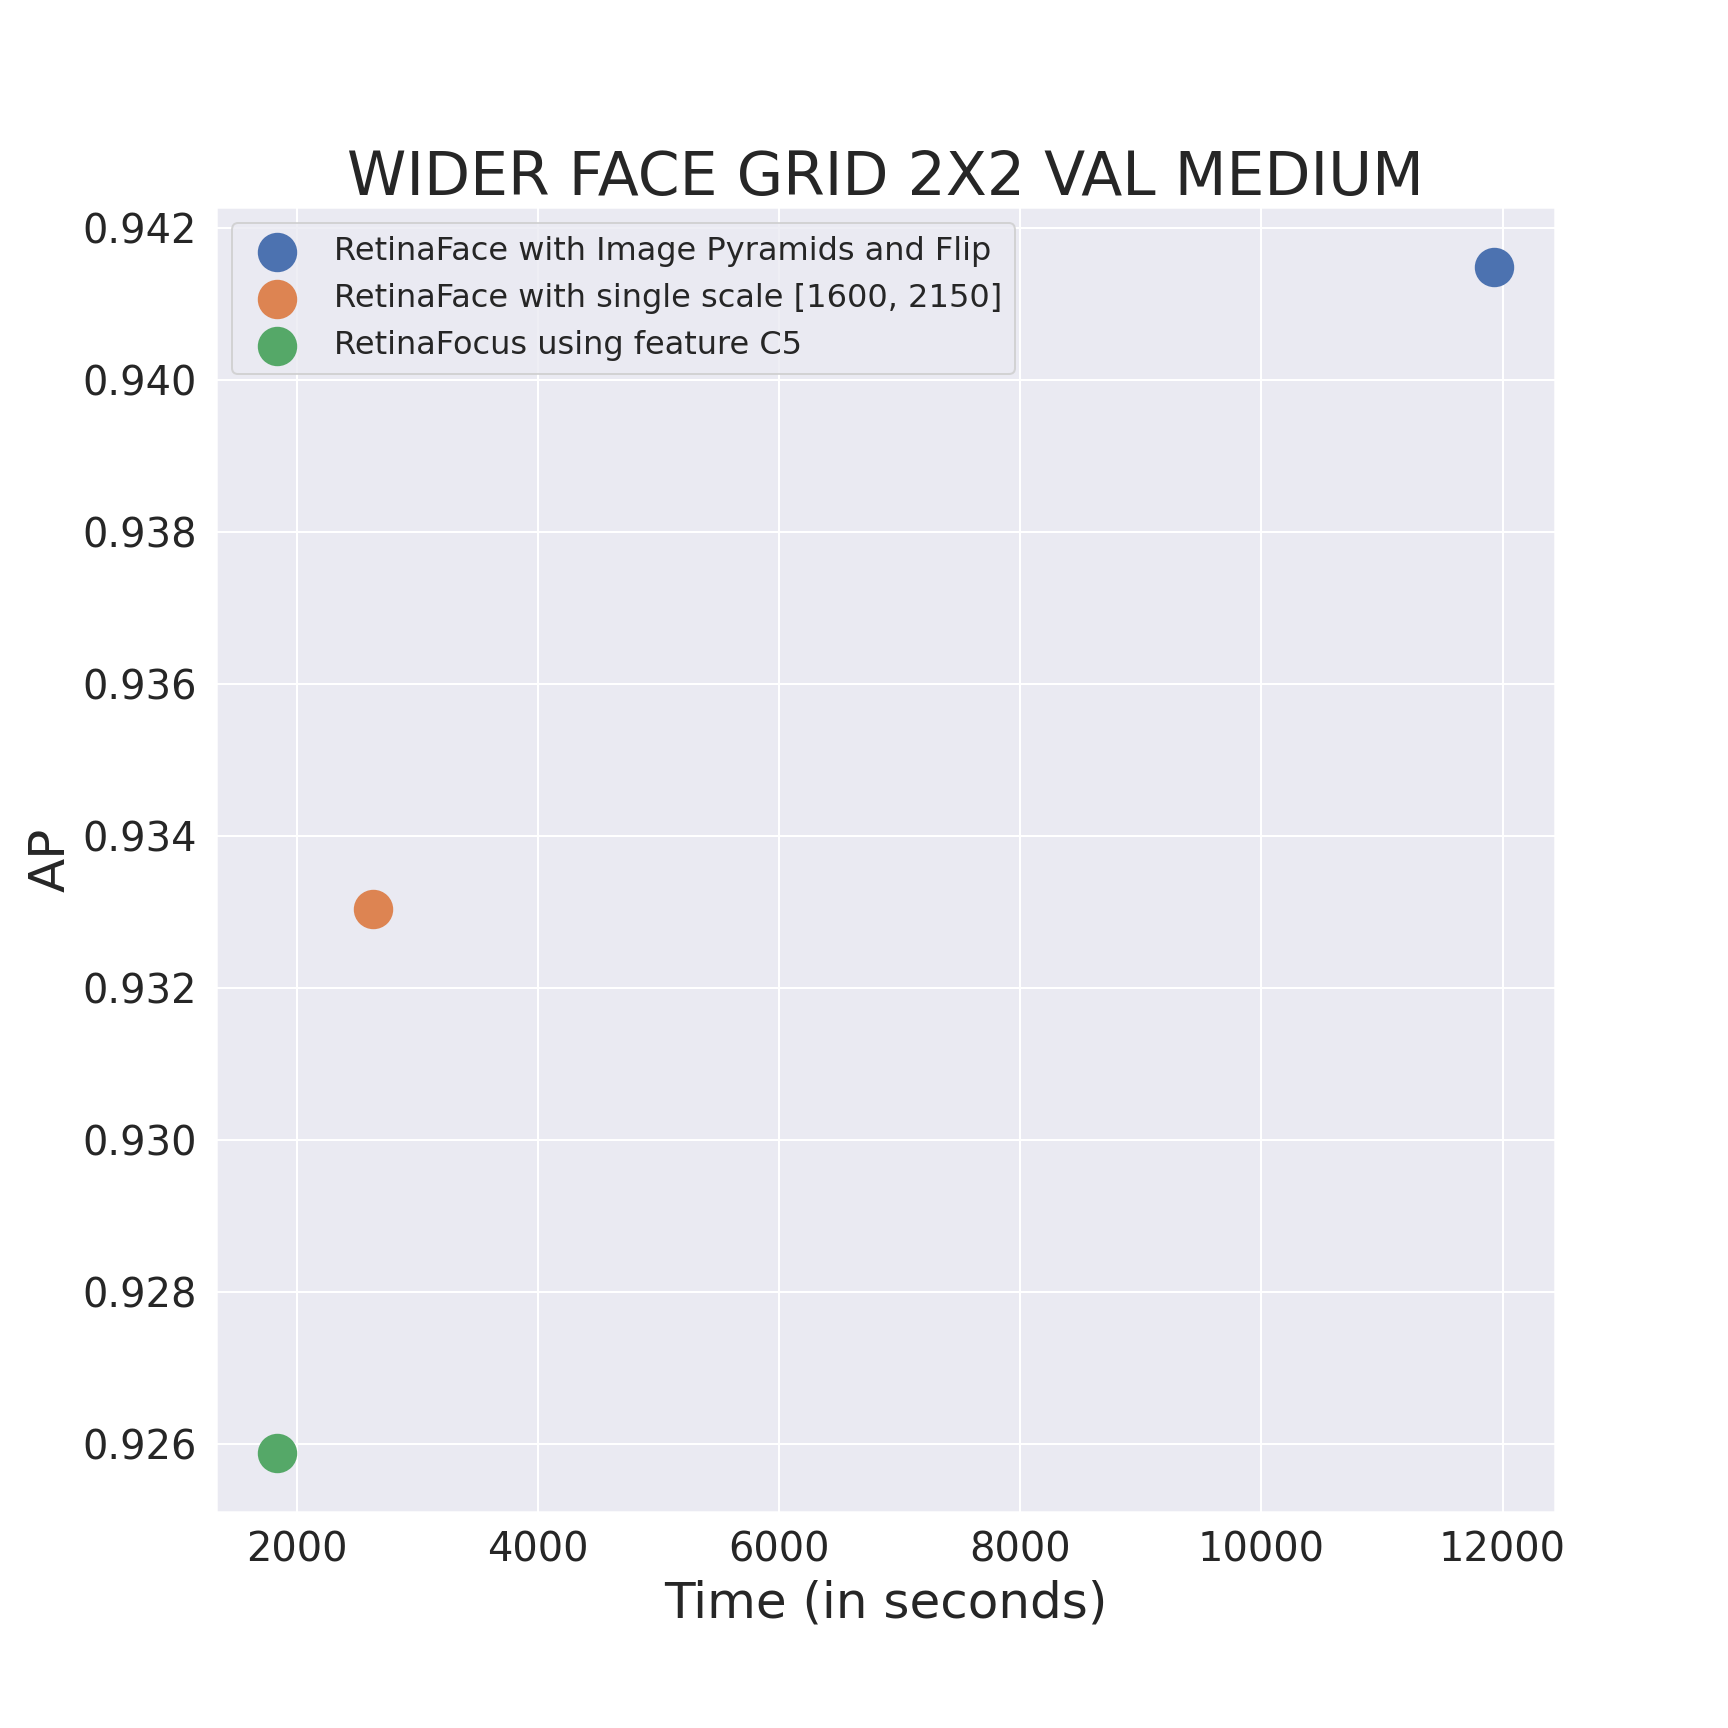 WIDER FACE GRID 2X2 VAL MEDIUM
RetinaFace with Image Pyramids and Flip
RetinaFace with single scale [1600, 2150]
RetinaFocus using feature C5
0.942
0.940
0.938
0.936
0.934
0.932
0.930
0.928
0.926
AP
2000 4000 6000 8000 10000 12000
Time (in seconds)